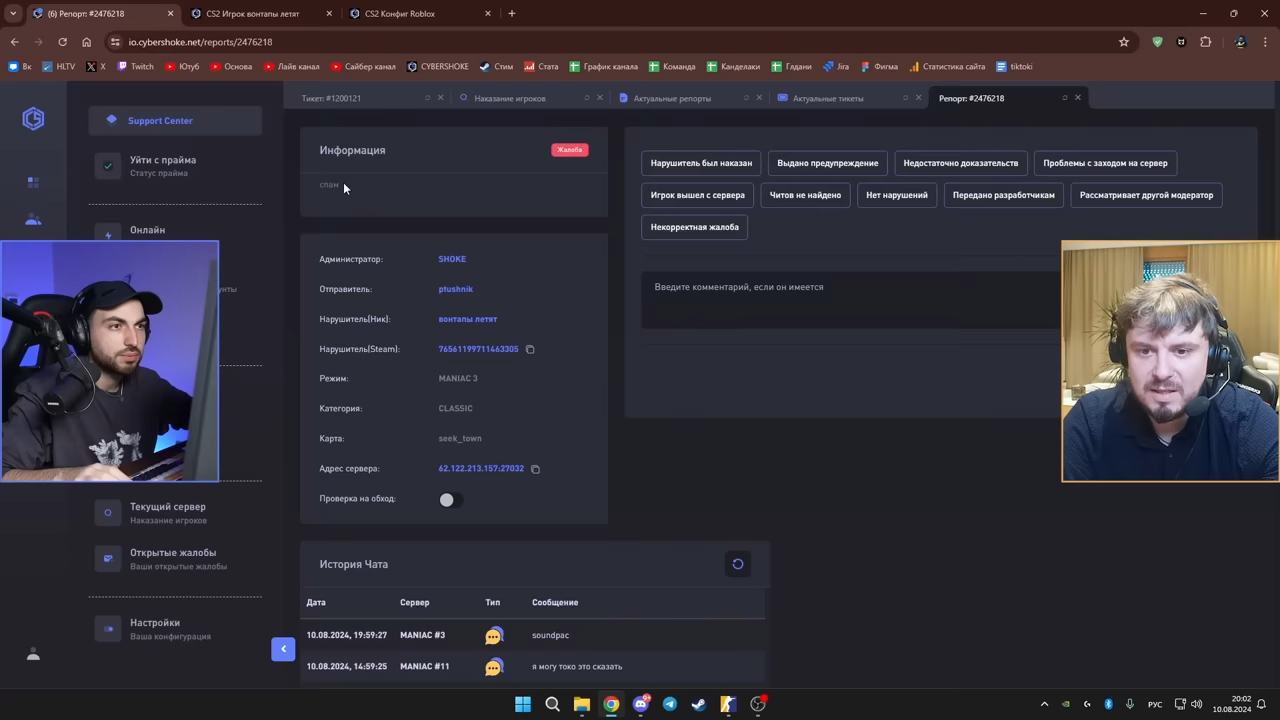 (6) Репорт: #2476218
CS2 Игрок вонтапы летят
CS2 Конфиг Roblox
io.cybershoke.net/reports/2476218
Вк
HLTV
X
Twitch
Ютуб
Основа
Лайв канал
Сайбер канал
CYBERSHOKE
Стим
Стата
График канала
Команда
Канделаки
Глдани
Jira
Фигма
Статистика сайта
tiktoki
Тикет: #1200121
Наказание игроков
Актуальные репорты
Актуальные тикеты
Репорт: #2476218
Support Center
Уйти с прайма
Статус прайма
Онлайн
унты
Текущий сервер
Наказание игроков
Открытые жалобы
Ваши открытые жалобы
Настройки
Ваша конфигурация
Информация
Жалоба
спам
Администратор: SHOKE
Отправитель: ptushnik
Нарушитель(Ник): вонтапы летят
Нарушитель(Steam): 76561199711463305
Режим: MANIAC 3
Категория: CLASSIC
Карта: seek_town
Адрес сервера: 62.122.213.157:27032
Проверка на обход:
Нарушитель был наказан
Выдано предупреждение
Недостаточно доказательств
Проблемы с заходом на сервер
Игрок вышел с сервера
Читов не найдено
Нет нарушений
Передано разработчикам
Рассматривает другой модератор
Некорректная жалоба
Введите комментарий, если он имеется
История Чата
Дата Сервер Тип Сообщение
10.08.2024, 19:59:27 MANIAC #3 soundpac
10.08.2024, 14:59:25 MANIAC #11 я могу токо это сказать
РУС
20:02
10.08.2024